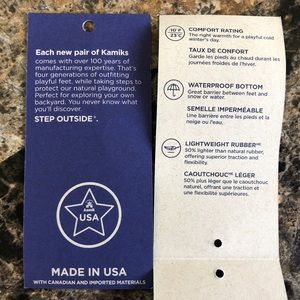 Each new pair of Kamiks
comes with over 100 years of
manufacturing expertise. That's
four generations of outfitting
playful feet, while taking steps to
protect our natural playground.
Perfect for exploring your own
backyard. You never know what
you'll discover.
STEP OUTSIDE™.
kamik
USA
MADE IN USA
WITH CANADIAN AND IMPORTED MATERIALS
COMFORT RATING
The right warmth for a playful cold
winter's day.
TAUX DE CONFORT
Garde les pieds au chaud durant les
journées froides de l'hiver.
WATERPROOF BOTTOM
Great barrier between feet and
snow or water.
SEMELLE IMPERMÉABLE
Une barrière entre les pieds et la
neige ou l'eau.
LIGHTWEIGHT RUBBER™
50% lighter than natural rubber,
offering superior traction and
flexibility.
CAOUTCHOUC™ LÉGER
50% plus léger que le caoutchouc
naturel, offrant une traction et une
flexibilité supérieures.